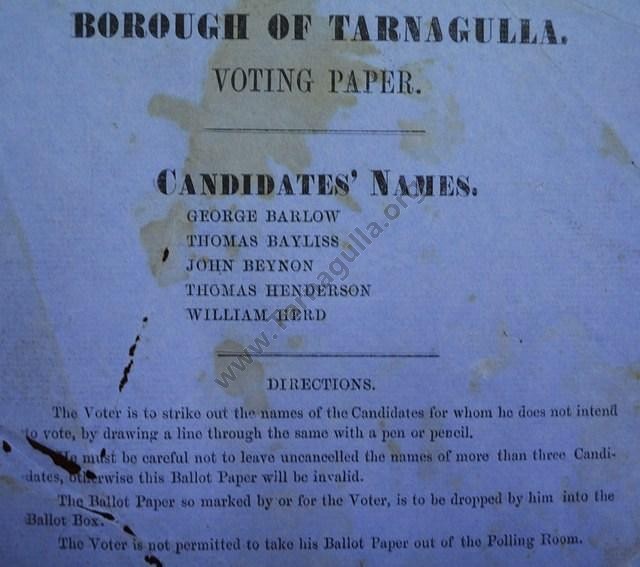 BOROUGH OF TARNAGULLA.
VOTING PAPER.
CANDIDATES' NAMES.
GEORGE BARLOW
THOMAS BAYLISS
JOHN BEYNON
THOMAS HENDERSON
WILLIAM HERD
www.Tarnagulla.org
DIRECTIONS.
The Voter is to strike out the names of the Candidates for whom he does not intend
to vote, by drawing a line through the same with a pen or pencil.
He must be careful not to leave uncancelled the names of more than three Candi-
dates, otherwise this Ballot Paper will be invalid.
The Ballot Paper so marked by or for the Voter, is to be dropped by him into the
Ballot Box.
The Voter is not permitted to take his Ballot Paper out of the Polling Room.